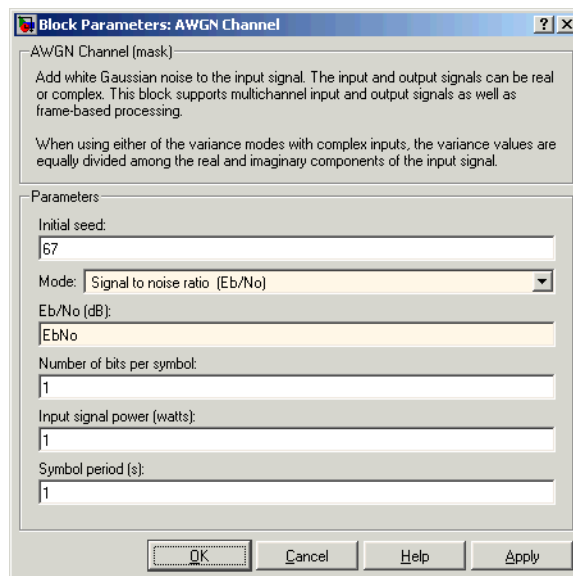 Block Parameters: AWGN Channel
AWGN Channel (mask)
Add white Gaussian noise to the input signal. The input and output signals can be real
or complex. This block supports multichannel input and output signals as well as
frame-based processing.
When using either of the variance modes with complex inputs, the variance values are
equally divided among the real and imaginary components of the input signal.
Parameters
Initial seed:
67
Mode: Signal to noise ratio (Eb/No)
Eb/No (dB):
EbNo
Number of bits per symbol:
1
Input signal power (watts):
1
Symbol period (s):
1
OK Cancel Help Apply